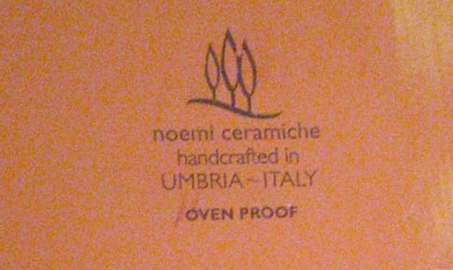 noemi ceramiche
handcrafted in
UMBRIA~ITALY
OVEN PROOF